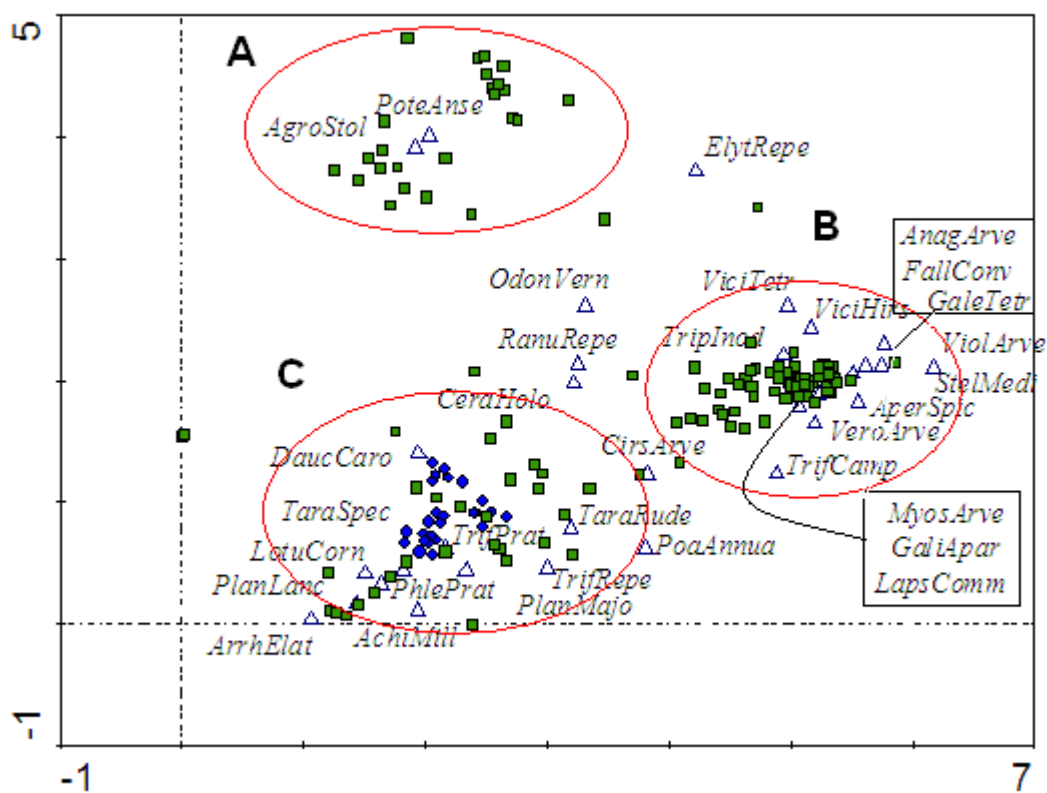 5
A
PoteAnse
AgroStol
ElytRepe
B
AnagArve
FallConv
GaleTetr
OdonVern
ViciTetr
ViciHirs
RanuRepe
TripInod
ViolArve
C
StelMedi
CeraHolo
AperSpic
VeroArve
CirsArve
DaucCaro
TrifCamp
TaraSpec
TaraRude
MyosArve
TrifPrat
PoaAnnua
GaliApar
LotuCorn
TrifRepe
PlanLanc
PhlePrat
LapsComm
PlanMajo
AchiMill
ArrhElat
-1
-1
7